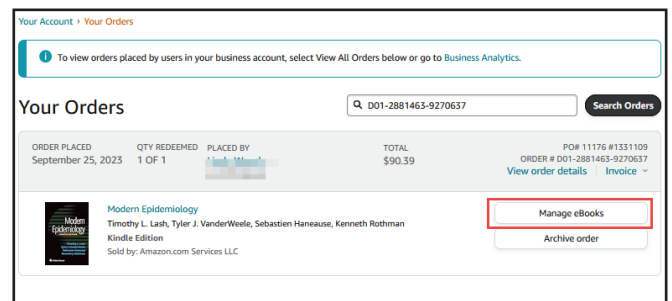 Your Account › Your Orders
To view orders placed by users in your business account, select View All Orders below or go to Business Analytics.
Your Orders
D01-2881463-9270637
Search Orders
ORDER PLACED QTY REDEEMED PLACED BY TOTAL PO# 11176 #1331109
September 25, 2023 1 OF 1 $90.39 ORDER # D01-2881463-9270637
View order details Invoice
Modern Epidemiology
Timothy L. Lash, Tyler J. VanderWeele, Sebastien Haneause, Kenneth Rothman
Kindle Edition
Sold by: Amazon.com Services LLC
Modern
Epidemiology
Manage eBooks
Archive order